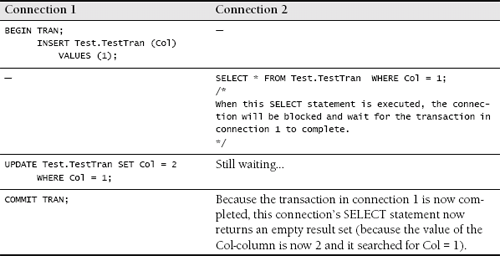 Connection 1 Connection 2
BEGIN TRAN; —
INSERT Test.TestTran (Col)
VALUES (1);
— SELECT * FROM Test.TestTran WHERE Col = 1;
/*
When this SELECT statement is executed, the connec-
tion will be blocked and wait for the transaction in
connection 1 to complete.
*/
UPDATE Test.TestTran SET Col = 2 Still waiting...
WHERE Col = 1;
COMMIT TRAN; Because the transaction in connection 1 is now com-
pleted, this connection's SELECT statement now
returns an empty result set (because the value of the
Col-column is now 2 and it searched for Col = 1).